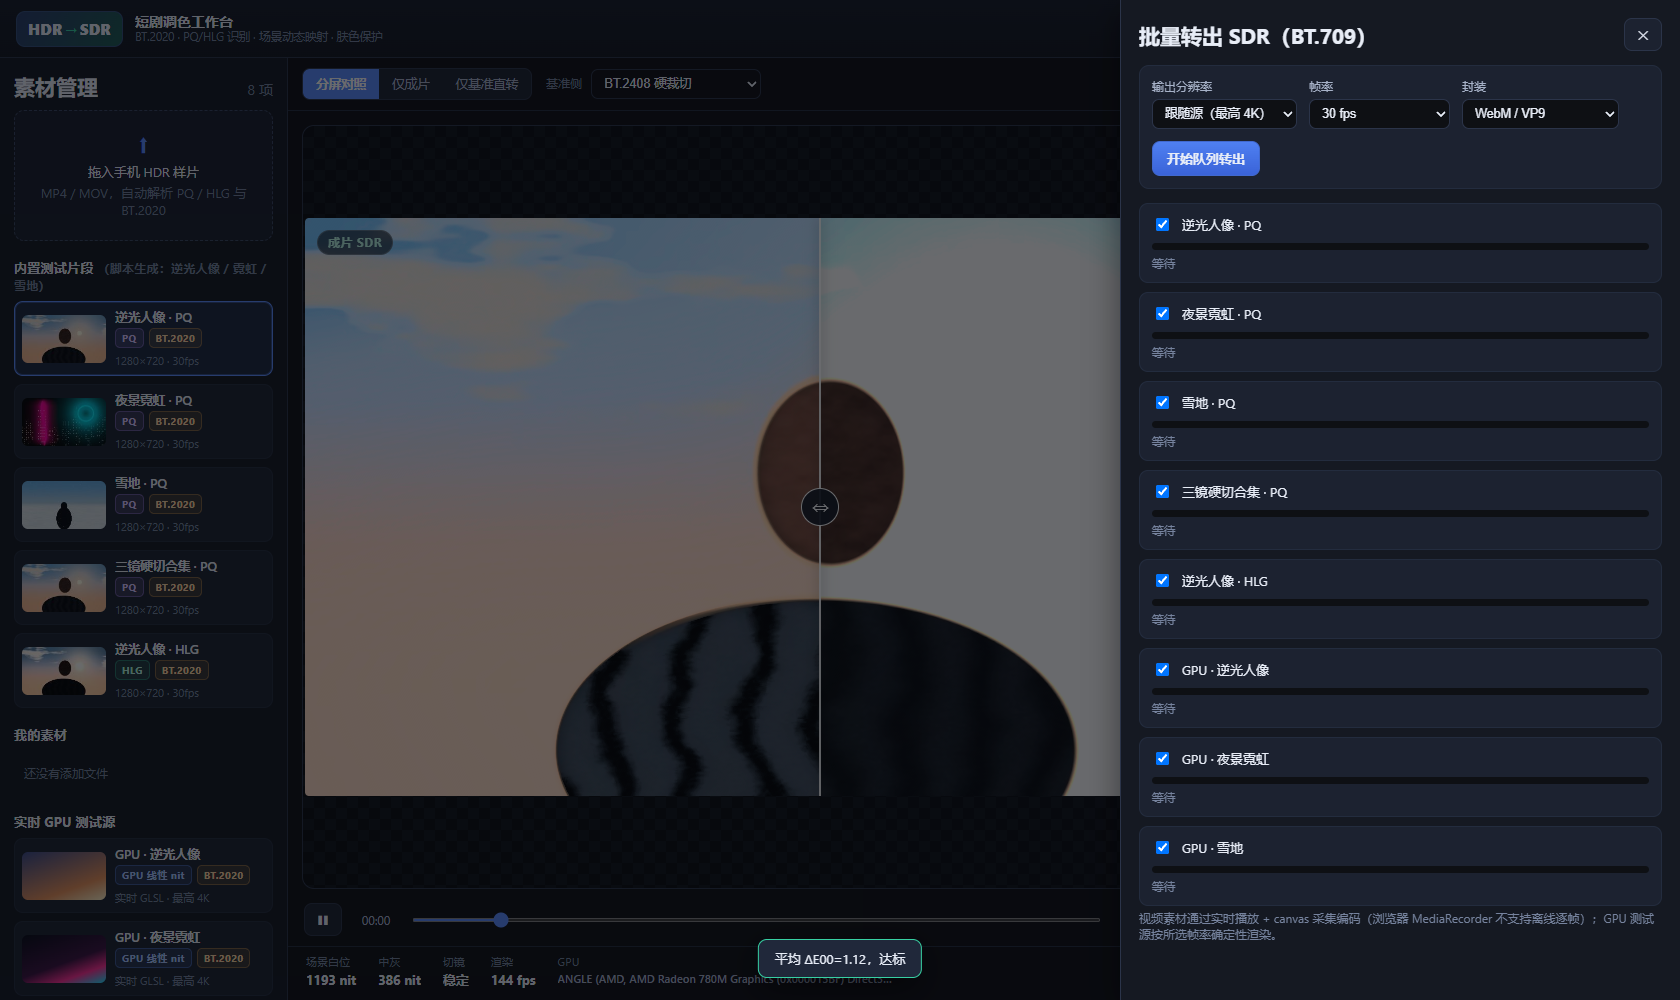 HDR→SDR
短剧调色工作台
BT.2020 · PQ/HLG 识别 · 场景动态映射 · 肤色保护
素材管理
8 项
拖入手机 HDR 样片
MP4 / MOV，自动解析 PQ / HLG 与
BT.2020
内置测试片段 （脚本生成：逆光人像 / 霓虹 /
雪地）
逆光人像 · PQ
PQ BT.2020
1280×720 · 30fps
夜景霓虹 · PQ
PQ BT.2020
1280×720 · 30fps
雪地 · PQ
PQ BT.2020
1280×720 · 30fps
三镜硬切合集 · PQ
PQ BT.2020
1280×720 · 30fps
逆光人像 · HLG
HLG BT.2020
1280×720 · 30fps
我的素材
还没有添加文件
实时 GPU 测试源
GPU · 逆光人像
GPU 线性 nit BT.2020
实时 GLSL · 最高 4K
GPU · 夜景霓虹
GPU 线性 nit BT.2020
实时 GLSL · 最高 4K
分屏对照 仅成片 仅基准直转 基准侧 BT.2408 硬裁切
成片 SDR
00:00
场景白位 中灰 切镜 渲染 GPU
1193 nit 386 nit 稳定 144 fps ANGLE (AMD, AMD Radeon 780M Graphics
平均 ΔE00=1.12，达标
批量转出 SDR（BT.709）
输出分辨率 帧率 封装
跟随源（最高 4K） 30 fps WebM / VP9
开始队列转出
逆光人像 · PQ
等待
夜景霓虹 · PQ
等待
雪地 · PQ
等待
三镜硬切合集 · PQ
等待
逆光人像 · HLG
等待
GPU · 逆光人像
等待
GPU · 夜景霓虹
等待
GPU · 雪地
等待
视频素材通过实时播放 + canvas 采集编码（浏览器 MediaRecorder 不支持离线逐帧）；GPU 测试
源按所选帧率确定性渲染。